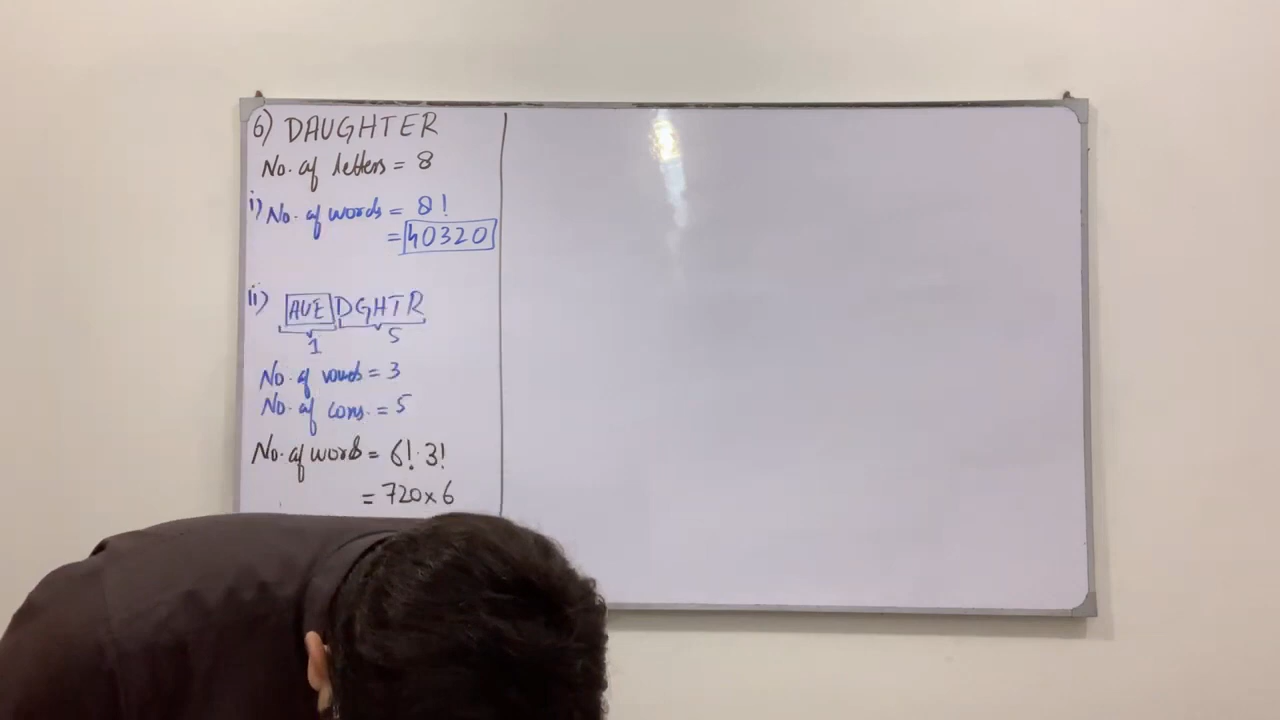 6) DAUGHTER
No. of letters = 8
i) No. of words = 8!
= 40320
ii) AUE DGHTR
1 5
No. of vowels = 3
No. of cons. = 5
No. of words = 6! · 3!
= 720 x 6